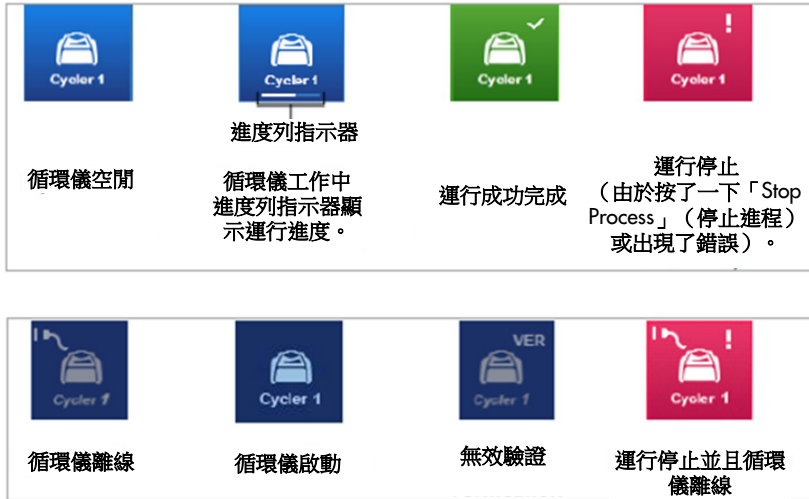 Cycler 1
Cycler 1
Cycler 1
!
Cycler 1
進度列指示器
循環儀空閒
循環儀工作中
進度列指示器顯
示運行進度。
運行成功完成
運行停止
（由於按了一下「Stop
Process」（停止進程）
或出現了錯誤）。
Cycler 1
Cycler 1
VER
Cycler 1
!
Cycler 1
循環儀離線
循環儀啟動
無效驗證
運行停止並且循環
儀離線